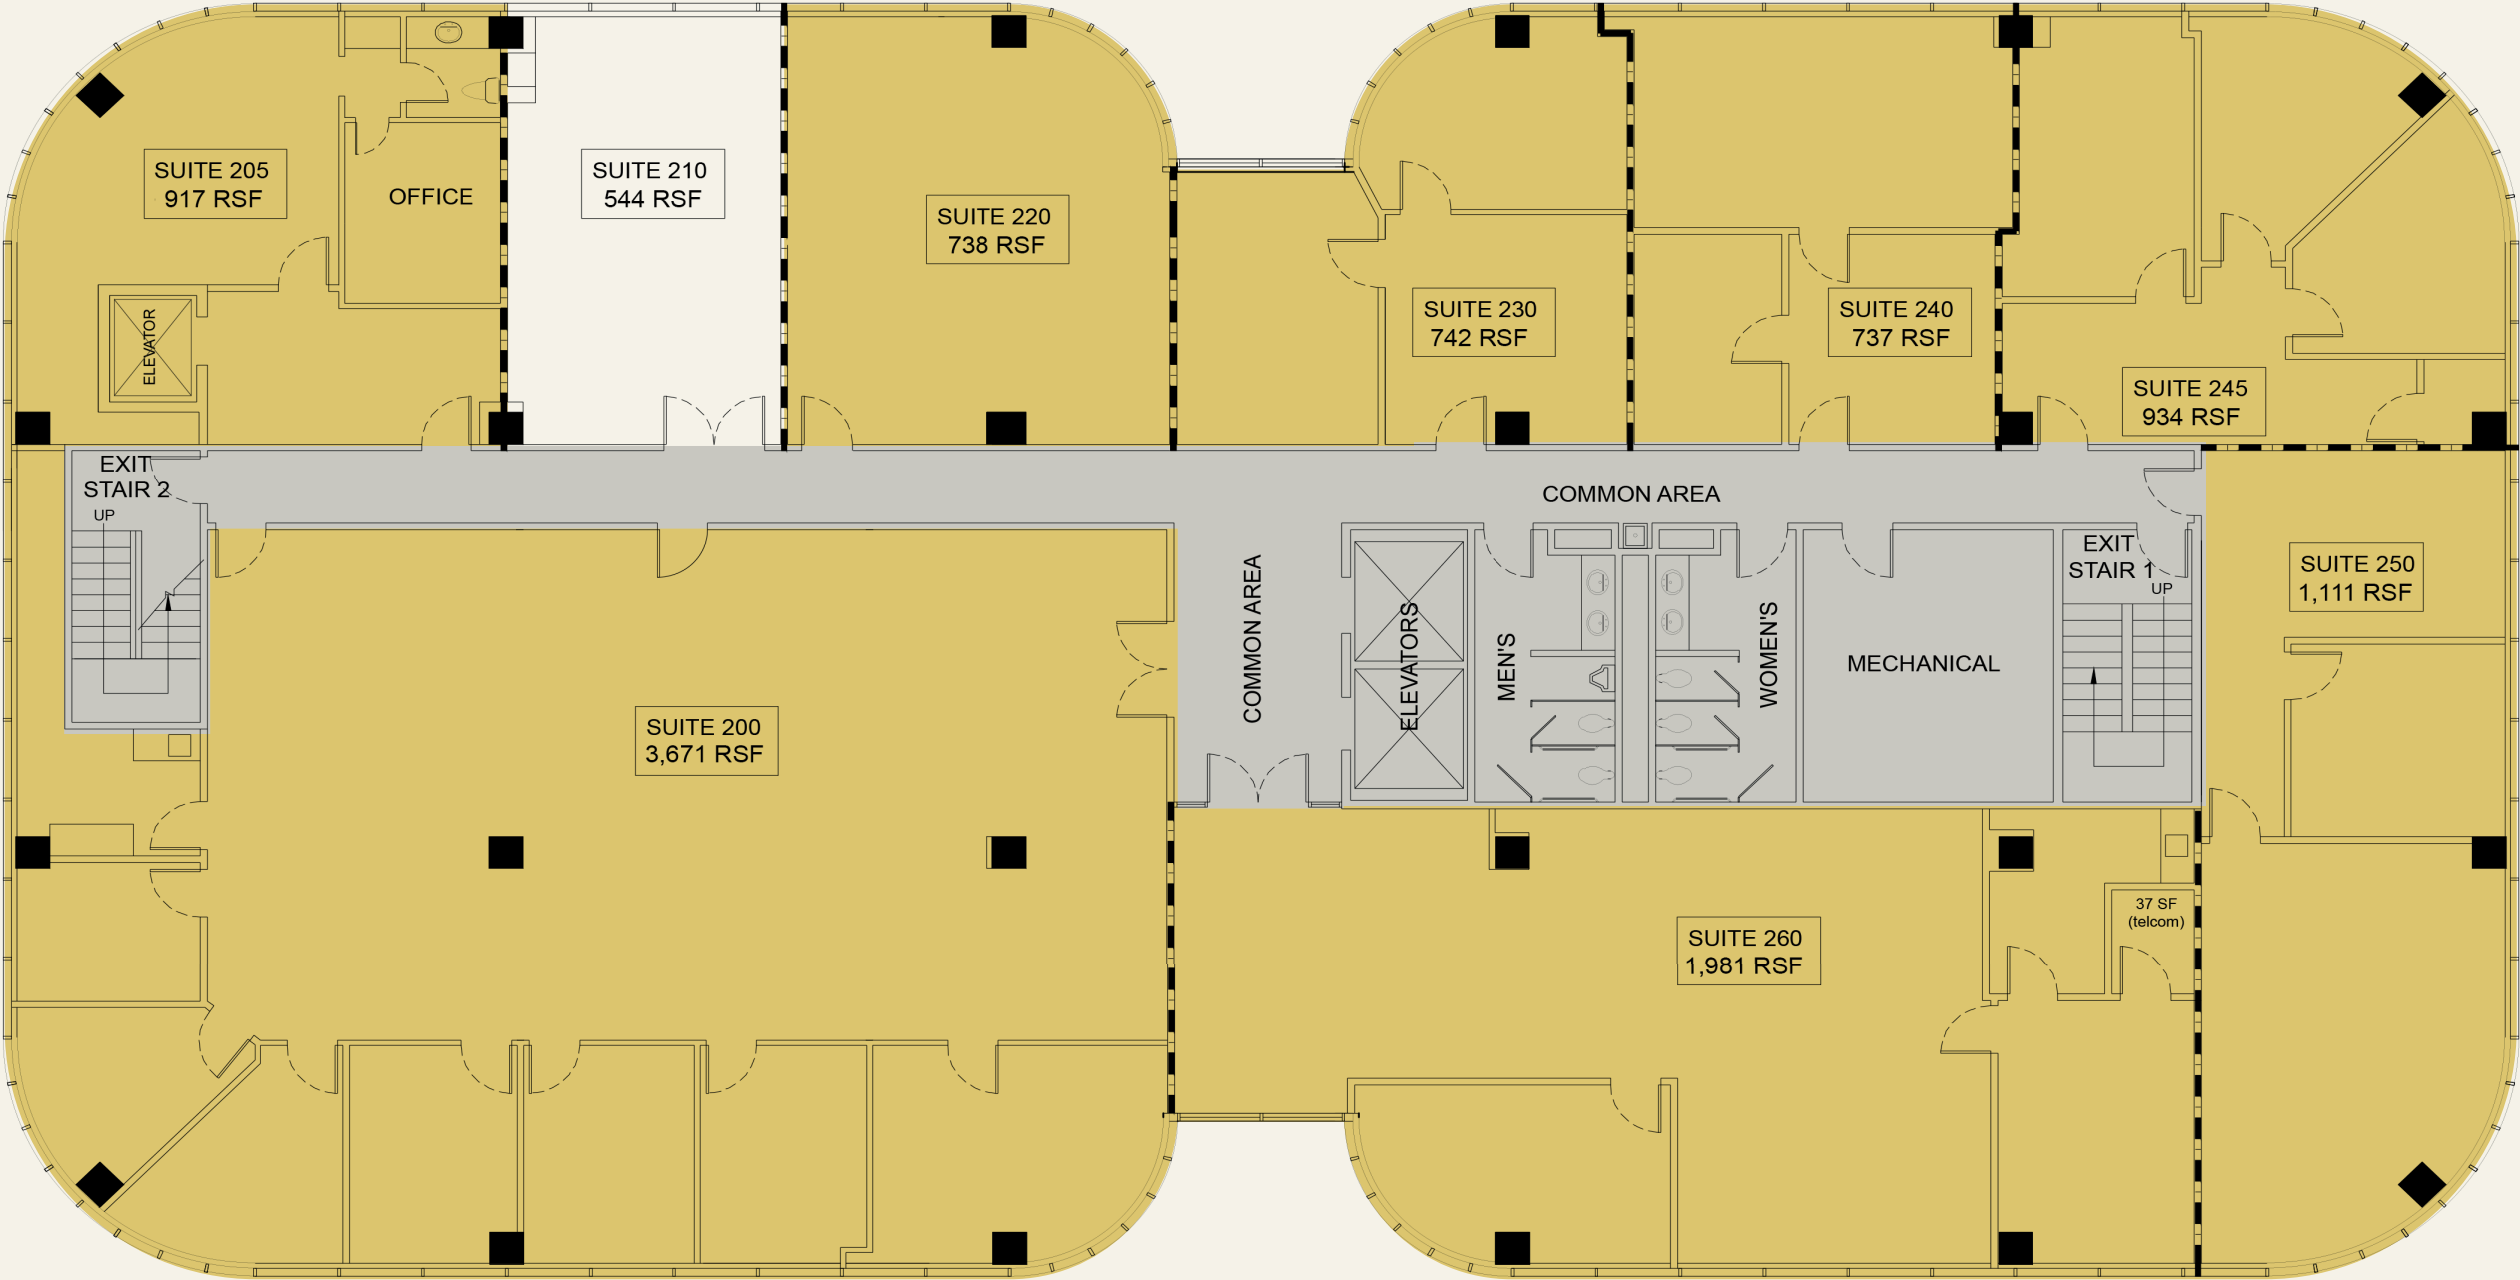 SUITE 205
917 RSF
OFFICE
SUITE 210
544 RSF
SUITE 220
738 RSF
SUITE 230
742 RSF
SUITE 240
737 RSF
SUITE 245
934 RSF
ELEVATOR
EXIT
STAIR 2
UP
COMMON AREA
COMMON AREA
ELEVATORS
MEN'S
WOMEN'S
MECHANICAL
EXIT
STAIR 1
UP
SUITE 250
1,111 RSF
SUITE 200
3,671 RSF
SUITE 260
1,981 RSF
37 SF
(telcom)